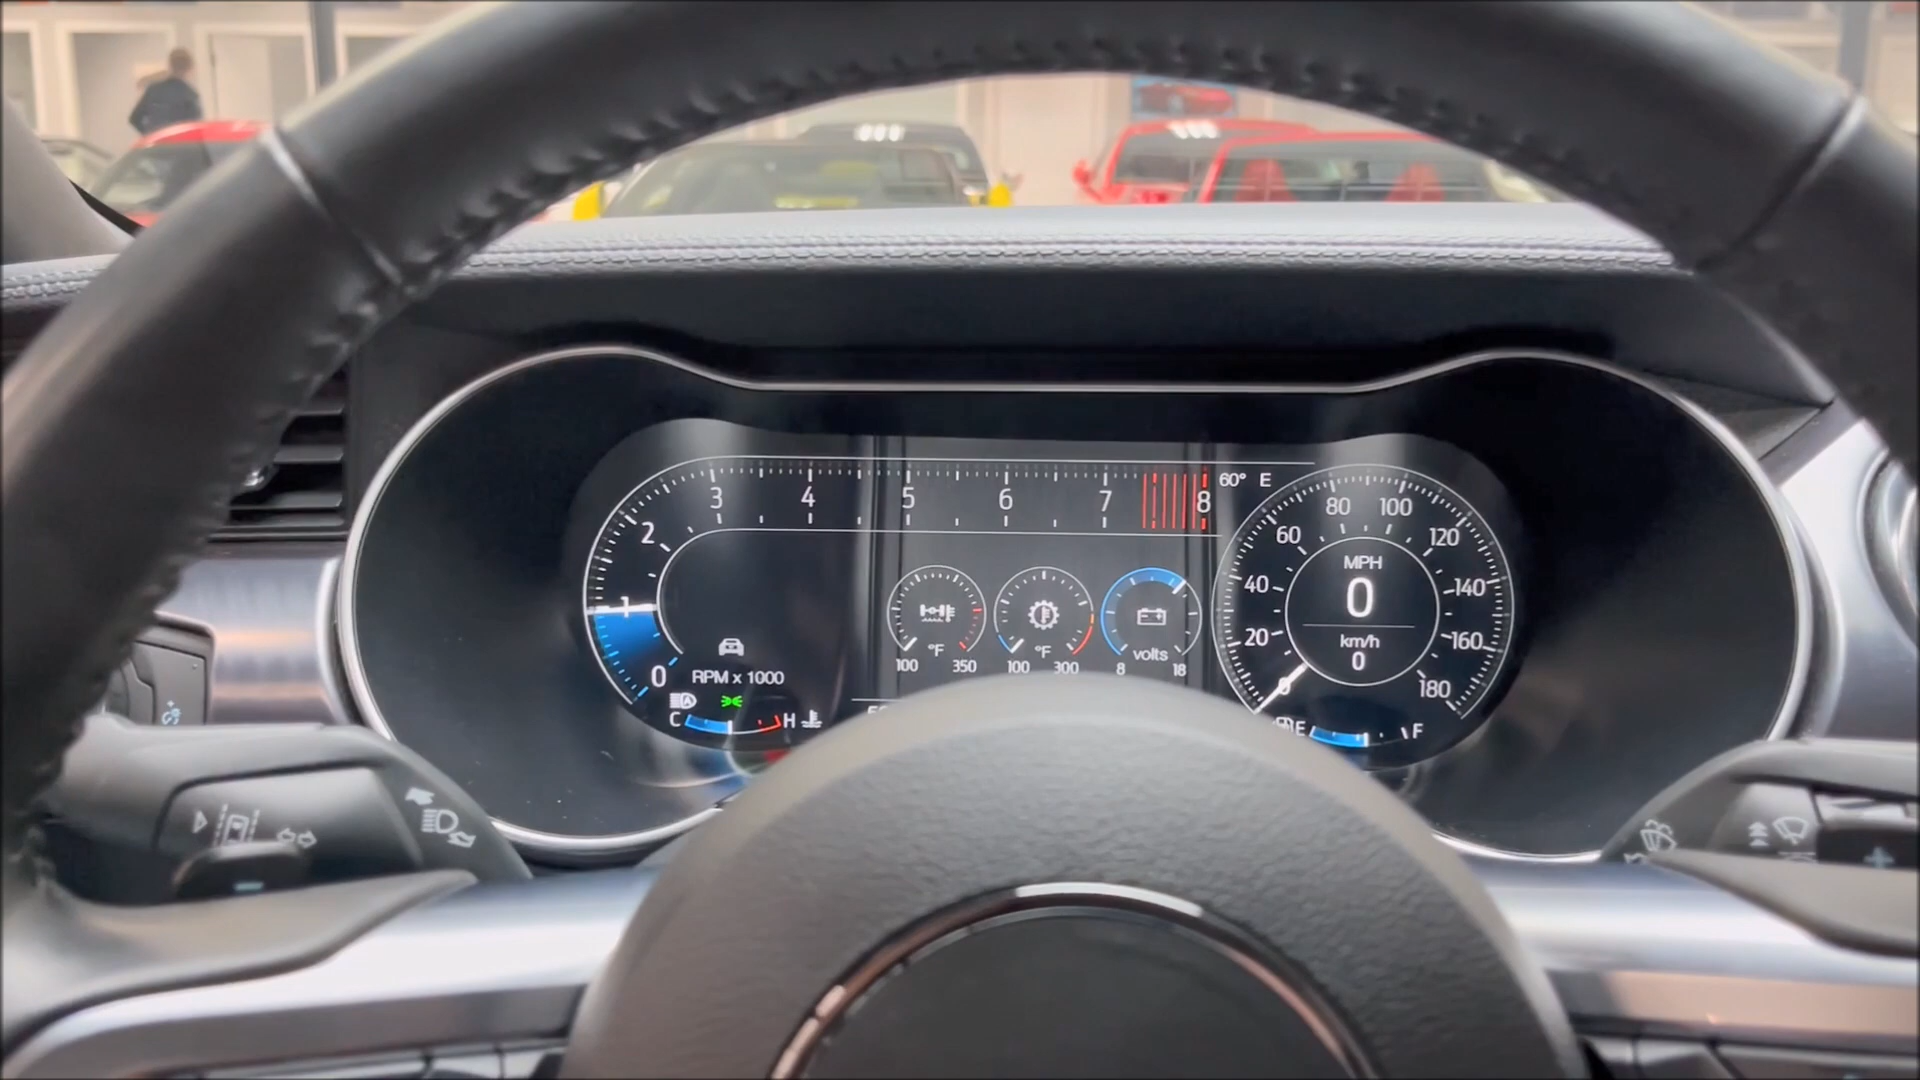 3 4 5 6 7 8
60° E
2
1
0
RPM x 1000
C H
°F
100 350
°F
100 300
volts
8 18
80 100
60 120
40 140
20 160
0 180
MPH
0
km/h
0
E F
A
-
+